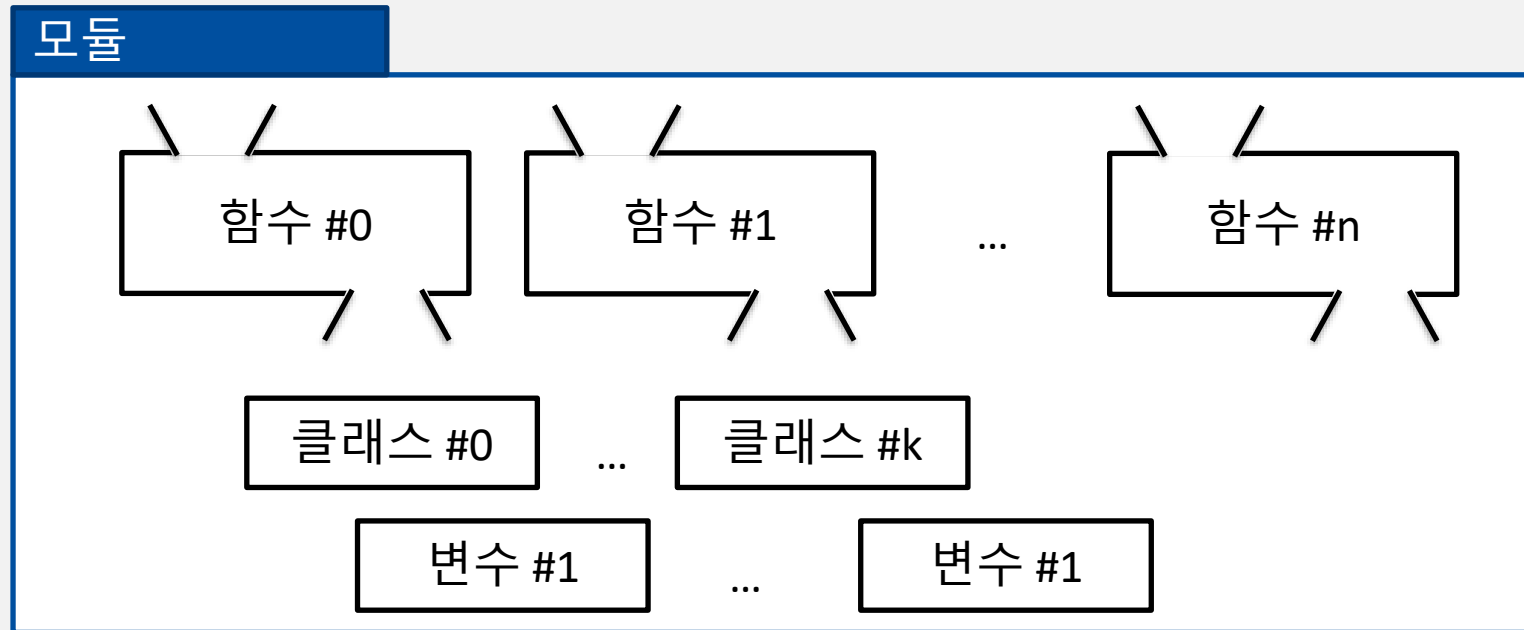 모듈
함수 #0 함수 #1 ... 함수 #n
클래스 #0 ... 클래스 #k
변수 #1 ... 변수 #1